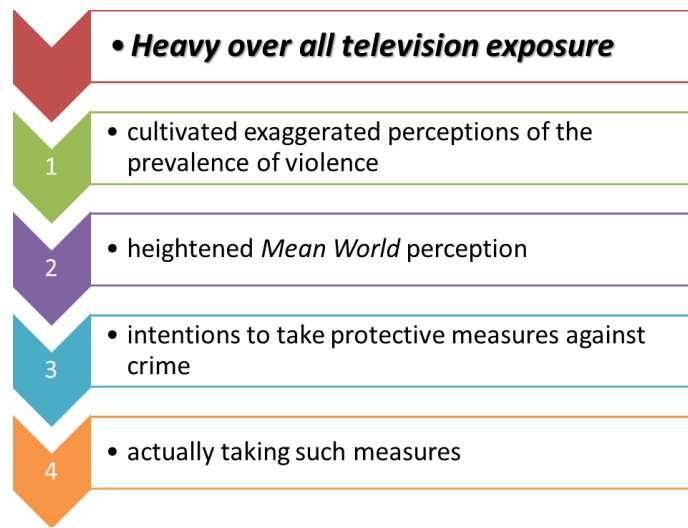 • Heavy over all television exposure
1
• cultivated exaggerated perceptions of the
prevalence of violence
2
• heightened Mean World perception
3
• intentions to take protective measures against
crime
4
• actually taking such measures